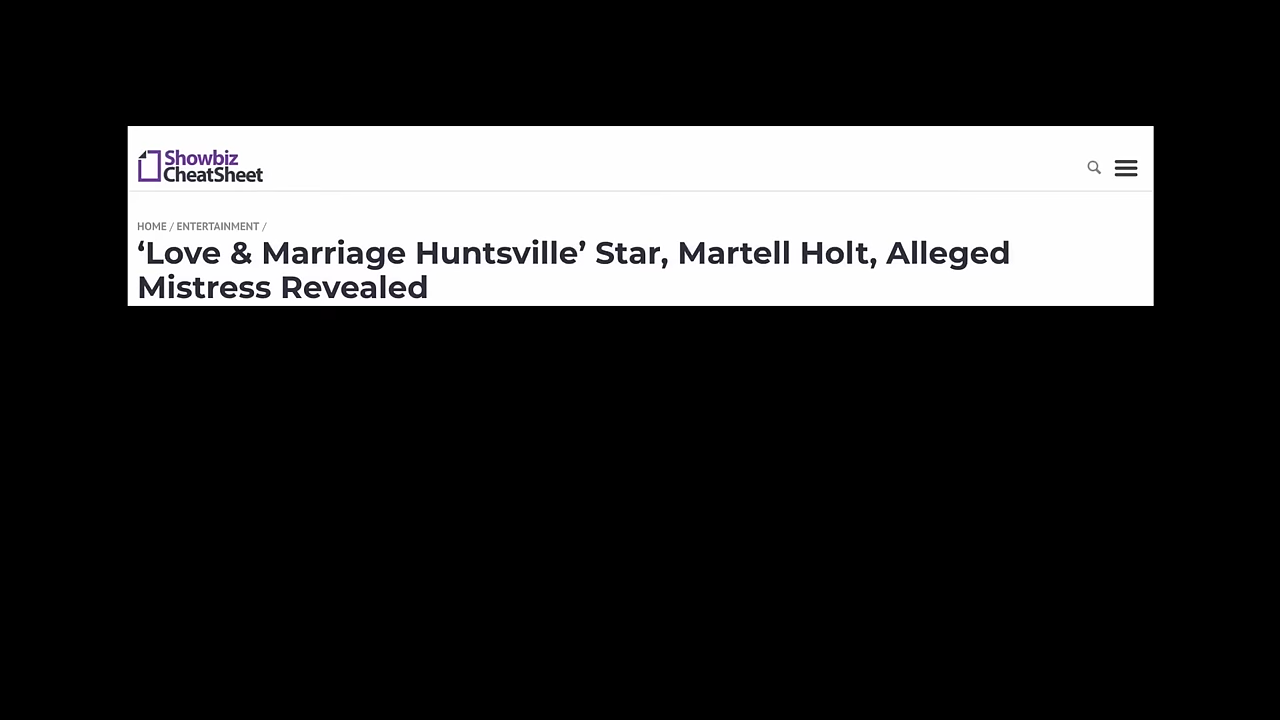 Showbiz
CheatSheet
HOME / ENTERTAINMENT /
‘Love & Marriage Huntsville’ Star, Martell Holt, Alleged
Mistress Revealed